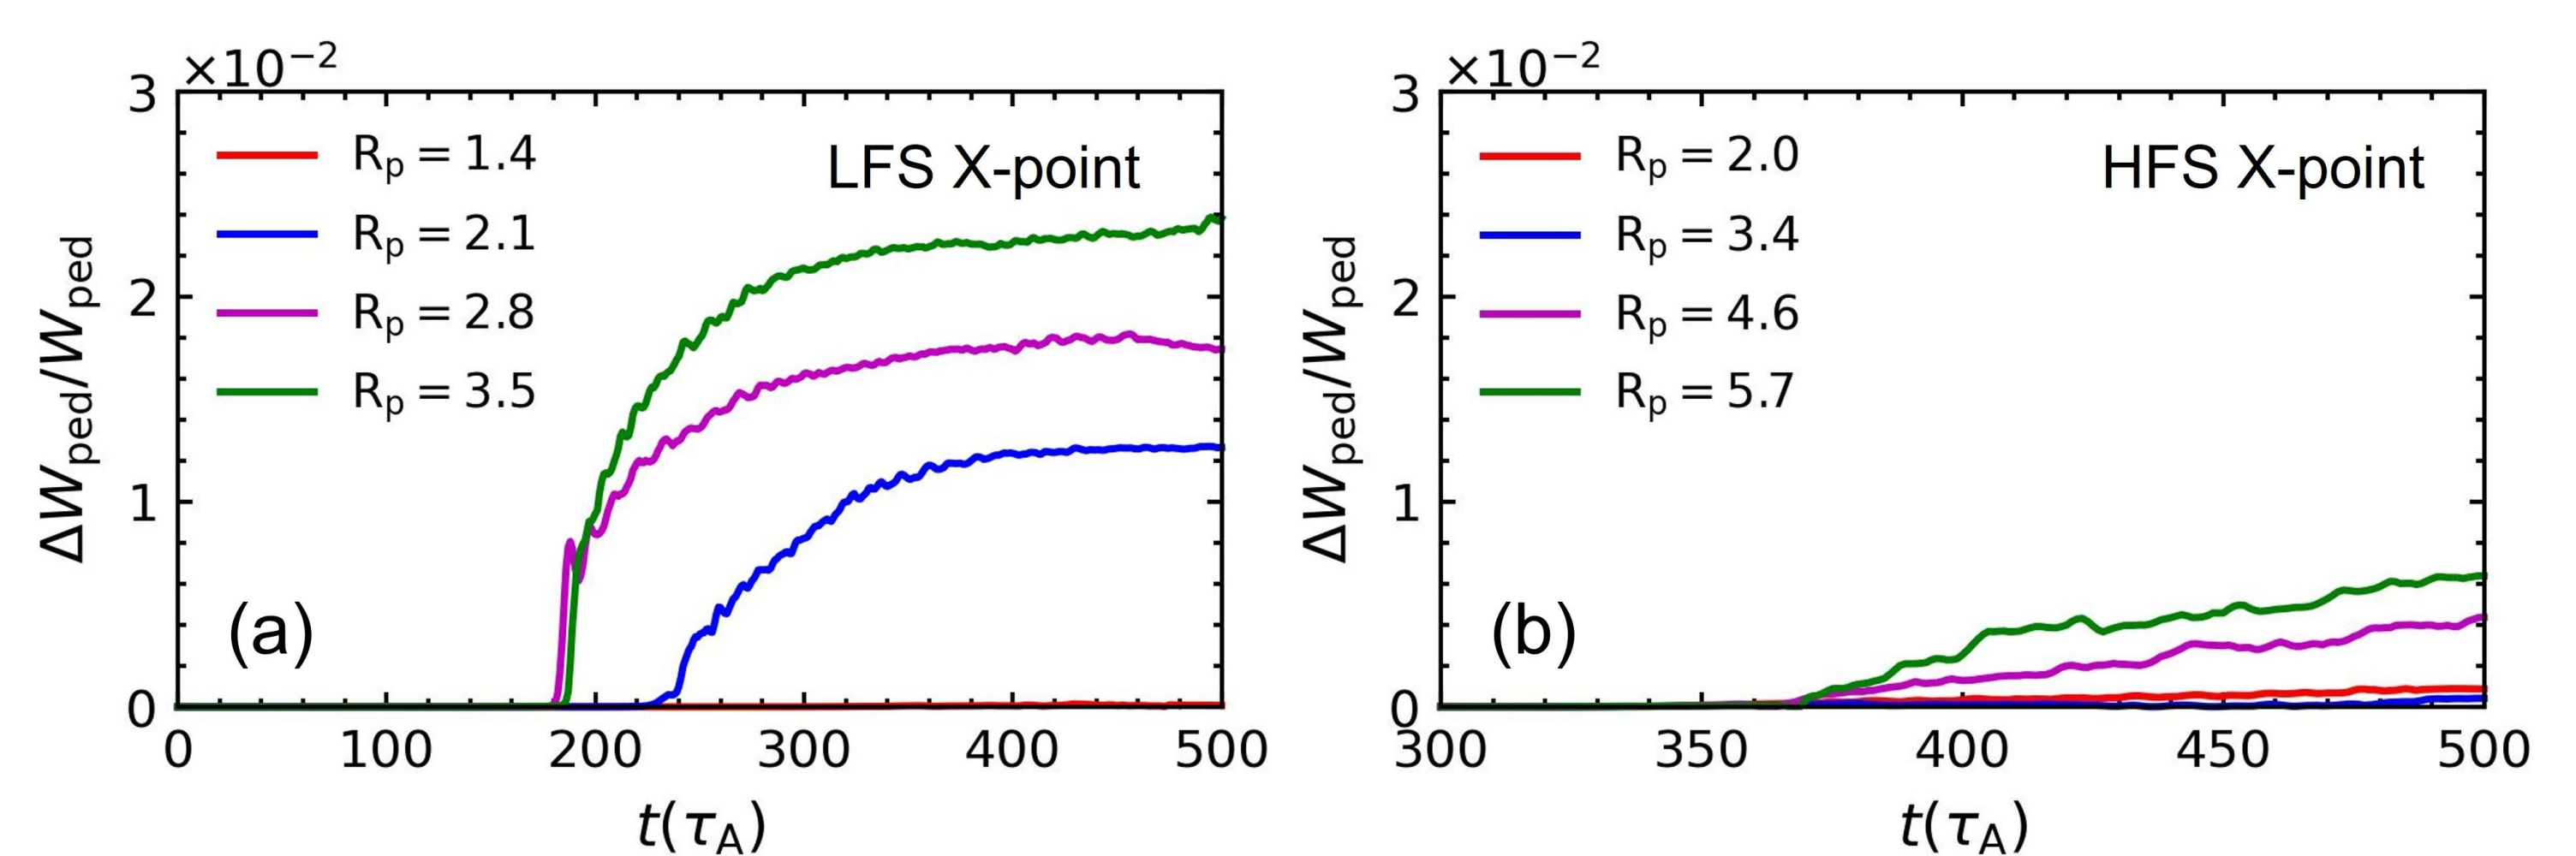 ×10⁻²
3
2
1
0
ΔW_ped/W_ped
R_p = 1.4
R_p = 2.1
R_p = 2.8
R_p = 3.5
LFS X-point
(a)
0 100 200 300 400 500
t(τ_A)
×10⁻²
3
2
1
0
ΔW_ped/W_ped
R_p = 2.0
R_p = 3.4
R_p = 4.6
R_p = 5.7
HFS X-point
(b)
300 350 400 450 500
t(τ_A)